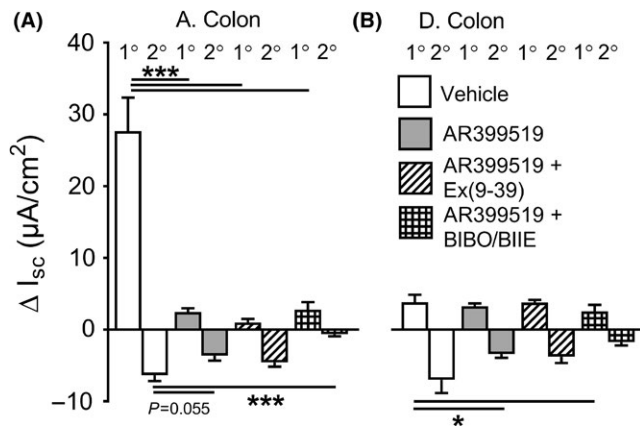 (A) A. Colon (B) D. Colon
1° 2° 1° 2° 1° 2° 1° 2° 1° 2° 1° 2° 1° 2° 1° 2°
***
40
30
20
10
0
−10
Δ Isc (µA/cm²)
Vehicle
AR399519
AR399519 +
Ex(9-39)
AR399519 +
BIBO/BIIE
P=0.055
***
*